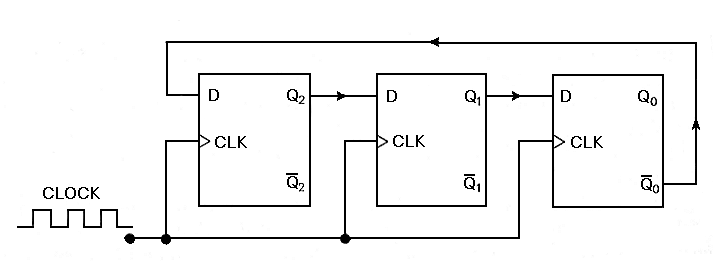 D Q₂ D Q₁ D Q₀
CLK CLK CLK
Q̅₂ Q̅₁ Q̅₀
CLOCK